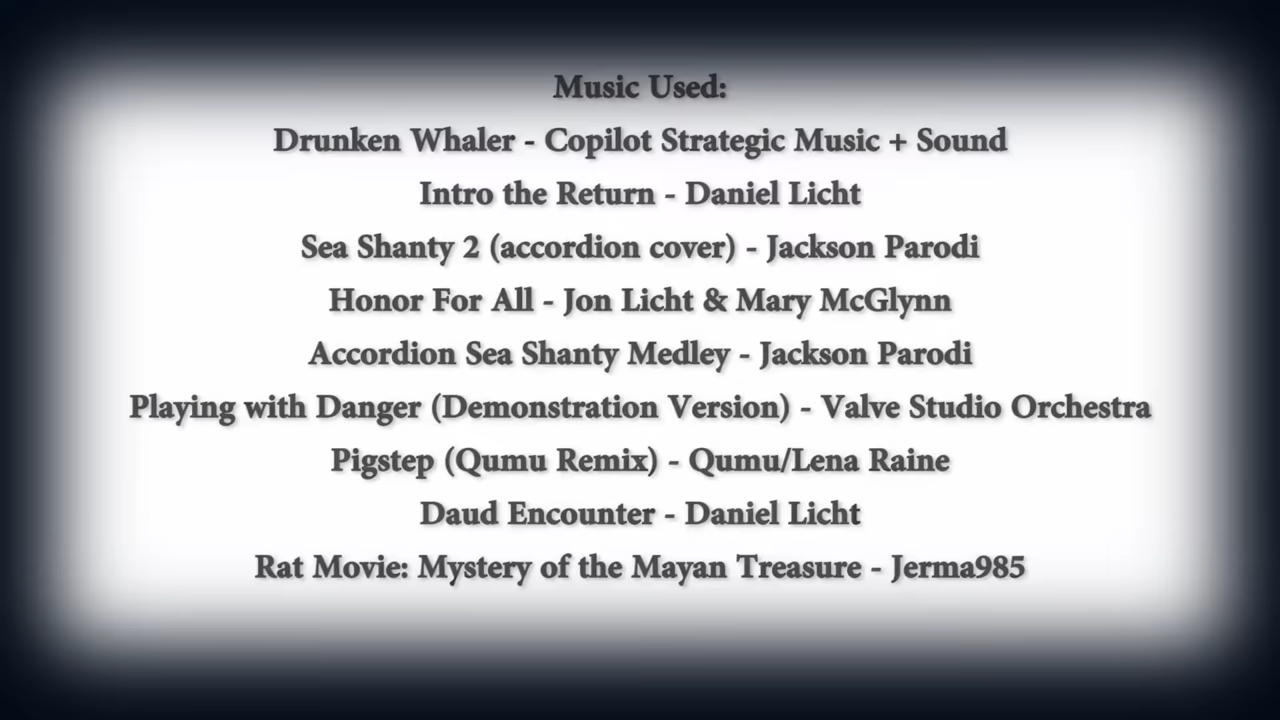 Music Used:
Drunken Whaler - Copilot Strategic Music + Sound
Intro the Return - Daniel Licht
Sea Shanty 2 (accordion cover) - Jackson Parodi
Honor For All - Jon Licht & Mary McGlynn
Accordion Sea Shanty Medley - Jackson Parodi
Playing with Danger (Demonstration Version) - Valve Studio Orchestra
Pigstep (Qumu Remix) - Qumu/Lena Raine
Daud Encounter - Daniel Licht
Rat Movie: Mystery of the Mayan Treasure - Jerma985